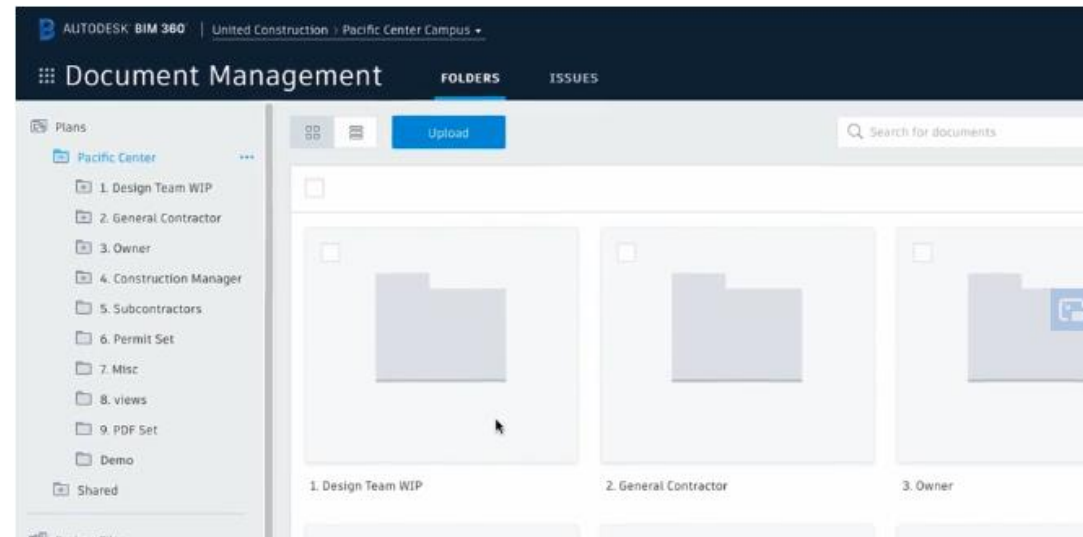 AUTODESK BIM 360 | United Construction › Pacific Center Campus
Document Management
FOLDERS
ISSUES
Plans
Pacific Center
1. Design Team WIP
2. General Contractor
3. Owner
4. Construction Manager
5. Subcontractors
6. Permit Set
7. Misc
8. views
9. PDF Set
Demo
Shared
Upload
Search for documents
1. Design Team WIP
2. General Contractor
3. Owner